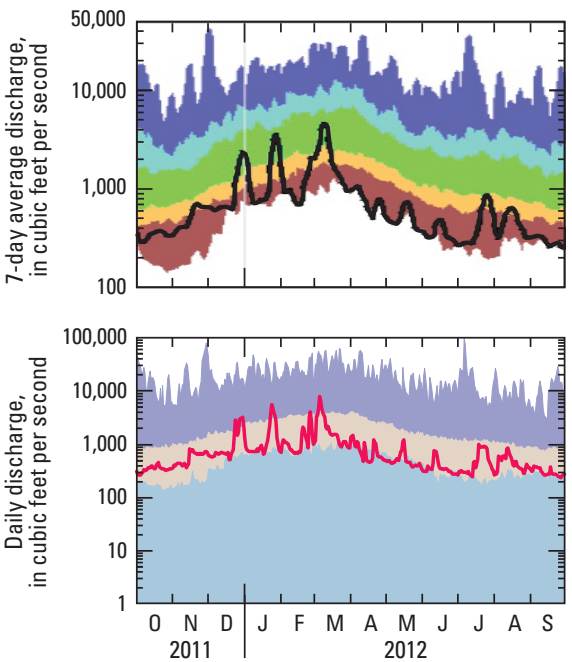 7-day average discharge,
in cubic feet per second
50,000
10,000
1,000
100
Daily discharge,
in cubic feet per second
100,000
10,000
1,000
100
10
1
O N D J F M A M J J A S
2011 2012